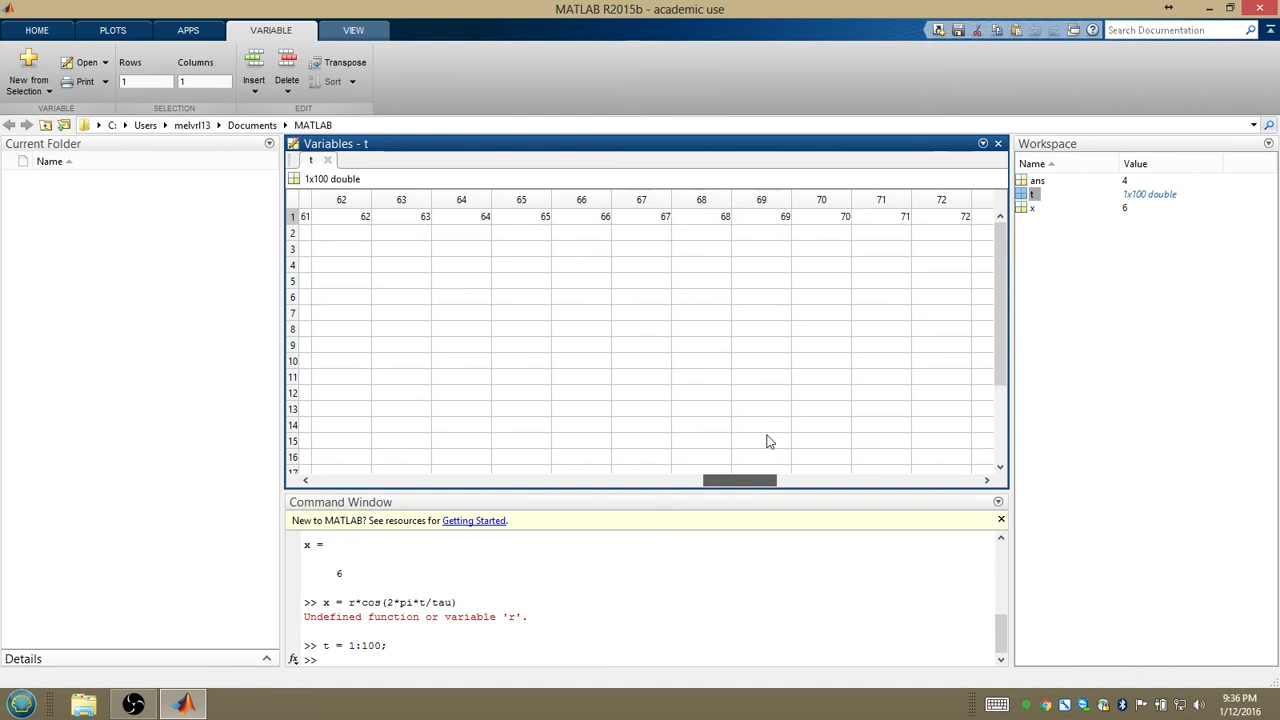 MATLAB R2015b - academic use
HOME PLOTS APPS VARIABLE VIEW
Search Documentation
New from Selection
Open
Print
Rows
1
Columns
1
Insert
Delete
Transpose
Sort
VARIABLE SELECTION EDIT
C: Users melvrl13 Documents MATLAB
Current Folder
Name
Details
Variables - t
t
1x100 double
62 63 64 65 66 67 68 69 70 71 72
1 61 62 63 64 65 66 67 68 69 70 71 72
2
3
4
5
6
7
8
9
10
11
12
13
14
15
16
17
Command Window
New to MATLAB? See resources for Getting Started.
x =
6
>> x = r*cos(2*pi*t/tau)
Undefined function or variable 'r'.
>> t = 1:100;
fx >>
Workspace
Name Value
ans 4
t 1x100 double
x 6
9:36 PM
1/12/2016